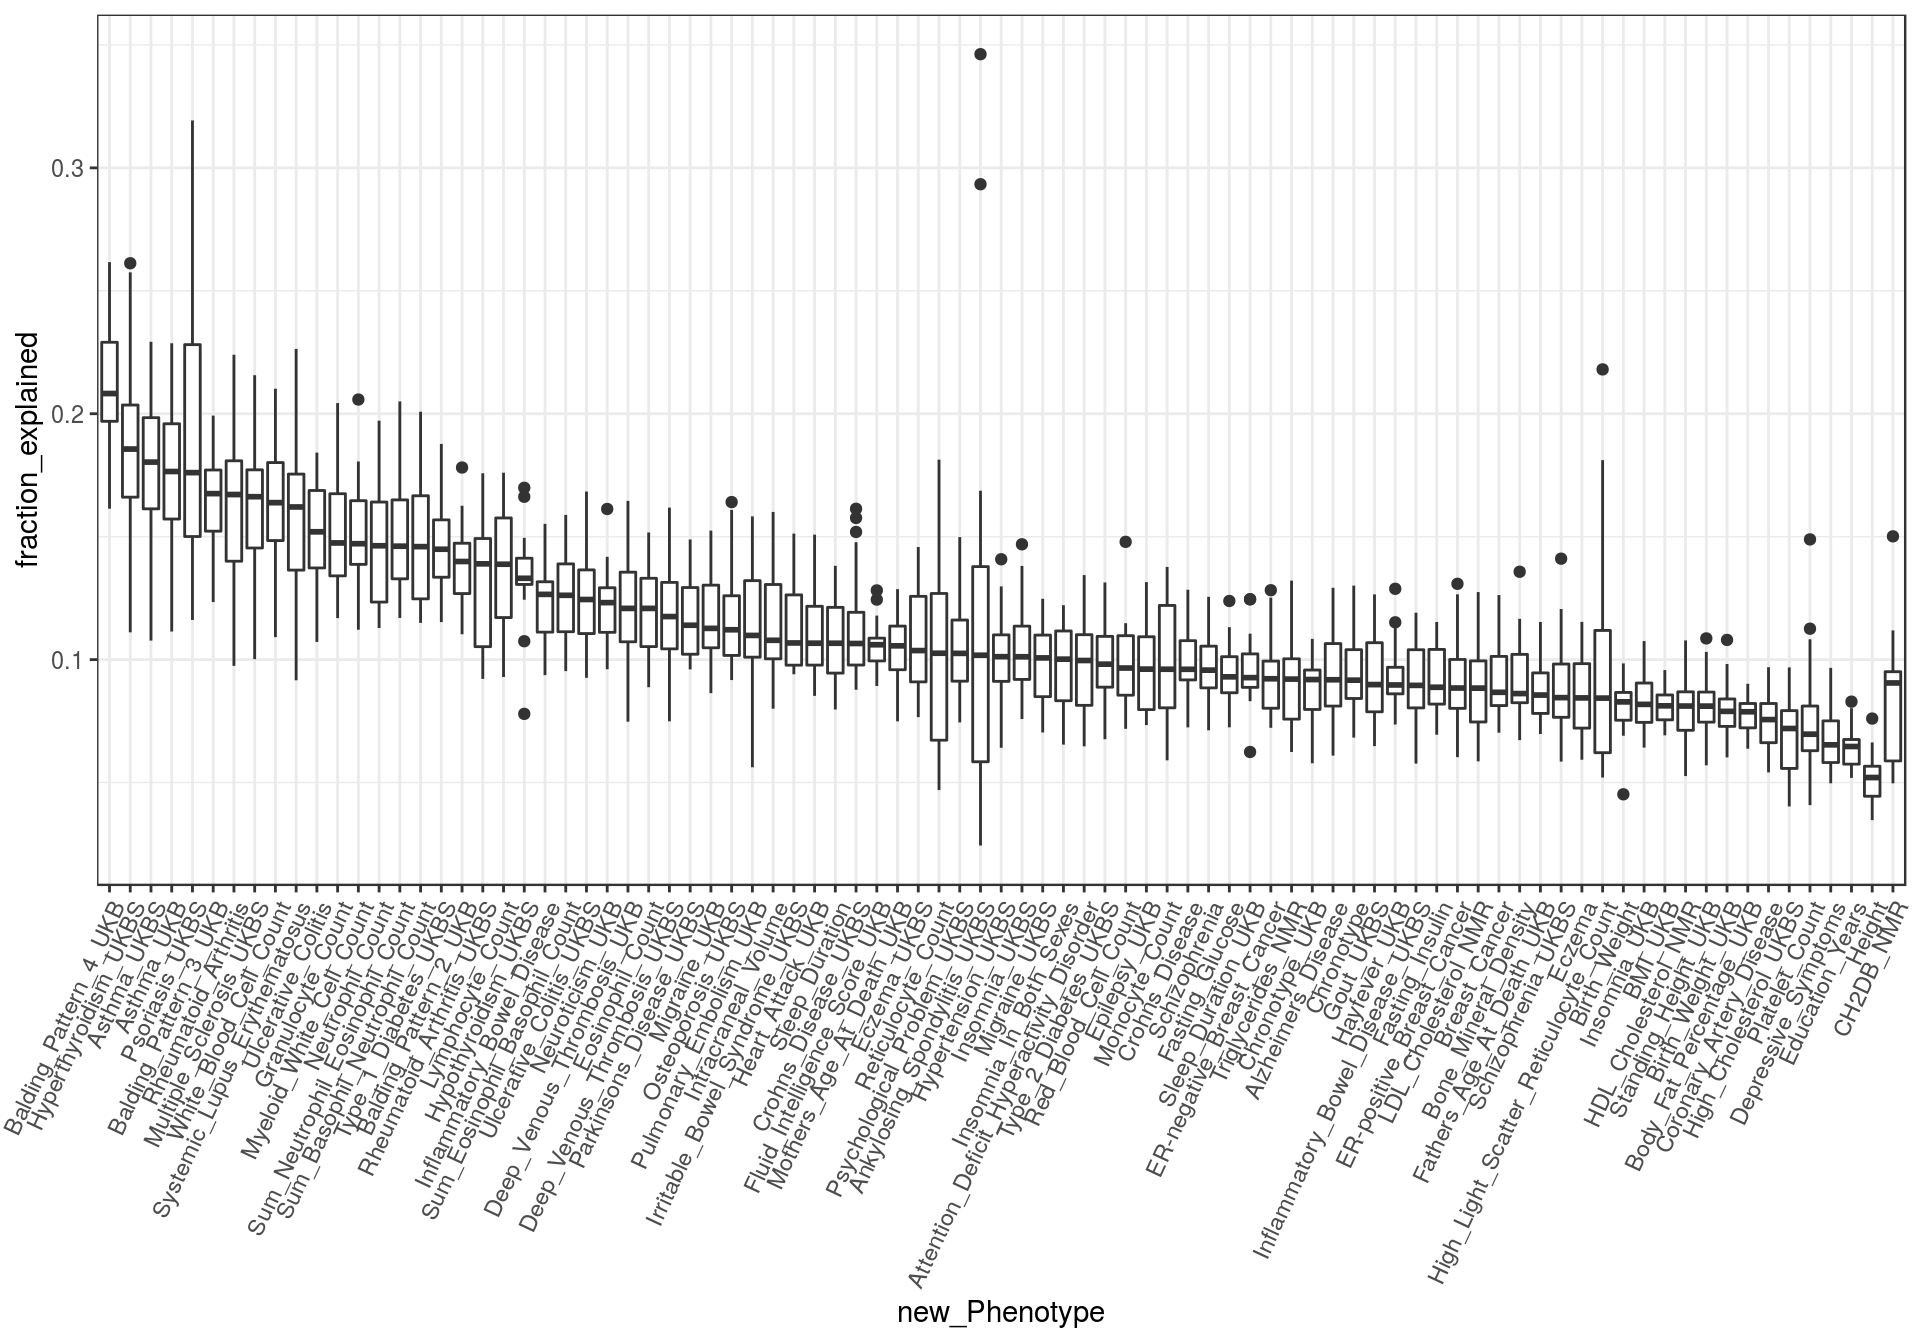 fraction_explained
0.3
0.2
0.1
Balding_Pattern_4_UKB
Hyperthyroidism_UKBS
Asthma_UKBS
Asthma_UKB
Psoriasis_UKBS
Balding_Pattern_3_UKB
Rheumatoid_Arthritis
Multiple_Sclerosis_UKBS
White_Blood_Cell_Count
Systemic_Lupus_Erythematosus
Ulcerative_Colitis
Granulocyte_Count
Myeloid_White_Cell_Count
Neutrophil_Count
Sum_Neutrophil_Eosinophil_Count
Sum_Basophil_Neutrophil_Count
Type_1_Diabetes_UKBS
Balding_Pattern_2_UKB
Rheumatoid_Arthritis_UKBS
Lymphocyte_Count
Hypothyroidism_UKBS
Inflammatory_Bowel_Disease
Sum_Eosinophil_Basophil_Count
Ulcerative_Colitis_UKBS
Neuroticism_UKB
Deep_Venous_Thrombosis_UKB
Eosinophil_Count
Deep_Venous_Thrombosis_UKBS
Parkinsons_Disease_UKBS
Migraine_UKB
Osteoporosis_UKBS
Pulmonary_Embolism_UKB
Intracraneal_Volume
Irritable_Bowel_Syndrome_UKBS
Heart_Attack_UKB
Sleep_Duration
Crohns_Disease_UKBS
Fluid_Intelligence_Score_UKB
Mothers_Age_At_Death_UKB
Eczema_UKBS
Reticulocyte_Count
Psychological_Problem_UKBS
Ankylosing_Spondylitis_UKBS
Hypertension_UKBS
Insomnia_UKBS
Migraine_UKBS
Insomnia_In_Both_Sexes
Attention_Deficit_Hyperactivity_Disorder
Type_2_Diabetes_UKBS
Red_Blood_Cell_Count
Epilepsy_UKB
Monocyte_Count
Crohns_Disease
Schizophrenia
Fasting_Glucose
Sleep_Duration_UKB
ER-negative_Breast_Cancer
Triglycerides_NMR
Chronotype_UKB
Alzheimers_Disease
Chronotype
Gout_UKBS
Hayfever_UKB
Inflammatory_Bowel_Disease_UKBS
Fasting_Insulin
ER-positive_Breast_Cancer
LDL_Cholesterol_NMR
Breast_Cancer
Bone_Mineral_Density
Fathers_Age_At_Death_UKB
Schizophrenia_UKBS
Eczema
High_Light_Scatter_Reticulocyte_Count
Birth_Weight
Insomnia_UKB
BMI_UKB
HDL_Cholesterol_NMR
Standing_Height_UKB
Birth_Weight_UKB
Body_Fat_Percentage_UKB
Coronary_Artery_Disease
High_Cholesterol_UKBS
Platelet_Count
Depressive_Symptoms
Education_Years
Height
CH2DB_NMR
new_Phenotype